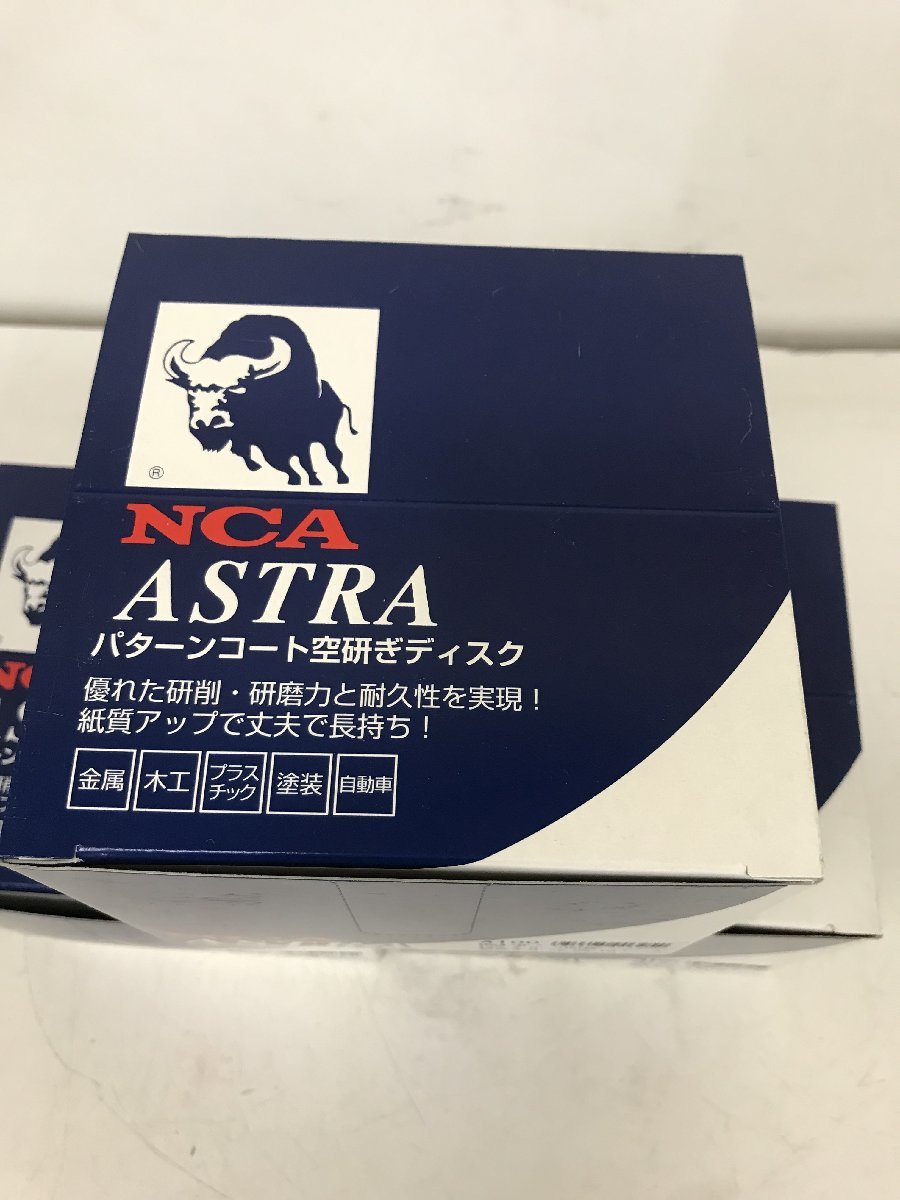 ®
NCA
ASTRA
パターンコート空研ぎディスク
優れた研削・研磨力と耐久性を実現！
紙質アップで丈夫で長持ち！
金属 木工 プラスチック 塗装 自動車